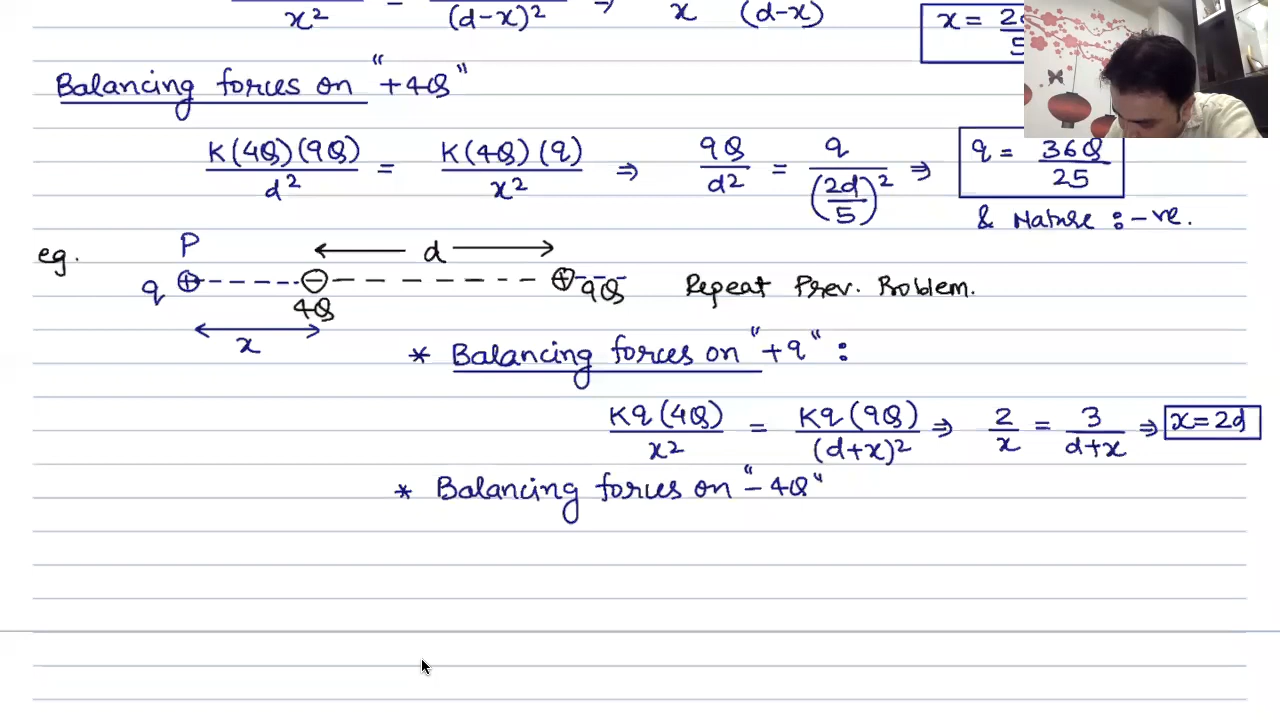 x² = (d-x)² ⇒ x (d-x) x = 2 5
Balancing forces on "+4Q"
K(4Q)(9Q)/d² = K(4Q)(q)/x² ⇒ 9Q/d² = q/(2d/5)² ⇒ q = 36Q/25
& Nature : -ve.
eg. P d
q ⊕ ----- ⊖ ------- ⊕ 9Q Repeat Prev. Problem.
4Q
x
* Balancing forces on "+q" :
Kq(4Q)/x² = Kq(9Q)/(d+x)² ⇒ 2/x = 3/(d+x) ⇒ x=2d
* Balancing forces on "-4Q"